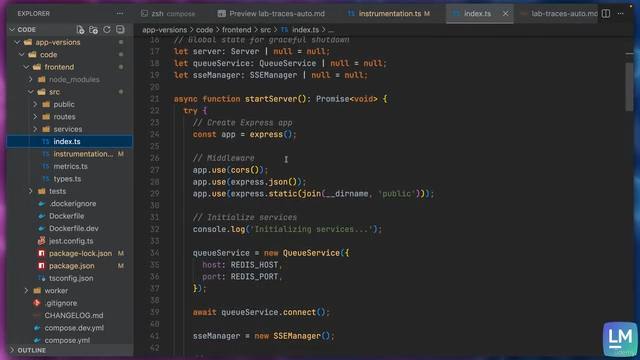 EXPLORER
zsh compose
Preview lab-traces-auto.md
TS instrumentation.ts M
TS index.ts
lab-traces-auto.md
CODE
app-versions > code > frontend > src > TS index.ts > ...
app-versions
code
frontend
node_modules
src
public
routes
services
TS index.ts
TS instrumentation... M
TS metrics.ts
TS types.ts
tests
.dockerignore
Dockerfile
Dockerfile.dev
jest.config.ts
package-lock.json M
package.json M
tsconfig.json
worker
.gitignore
CHANGELOG.md
compose.dev.yml
compose.yml
OUTLINE
16 // Global state for graceful shutdown
17 let server: Server | null = null;
18 let queueService: QueueService | null = null;
19 let sseManager: SSEManager | null = null;
20
21 async function startServer(): Promise<void> {
22 try {
23 // Create Express app
24 const app = express();
25
26 // Middleware
27 app.use(cors());
28 app.use(express.json());
29 app.use(express.static(join(__dirname, 'public')));
30
31 // Initialize services
32 console.log('Initializing services...');
33
34 queueService = new QueueService({
35 host: REDIS_HOST,
36 port: REDIS_PORT,
37 });
38
39 await queueService.connect();
40
41 sseManager = new SSEManager();
42
LM